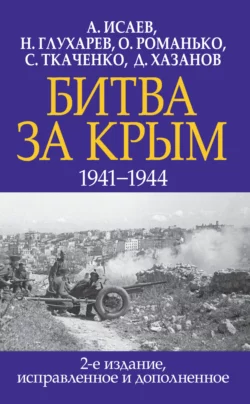 А. ИСАЕВ,
Н. ГЛУХАРЕВ, О. РОМАНЬКО,
С. ТКАЧЕНКО, Д. ХАЗАНОВ
БИТВА
ЗА КРЫМ
1941–1944
2-е издание,
исправленное и дополненное